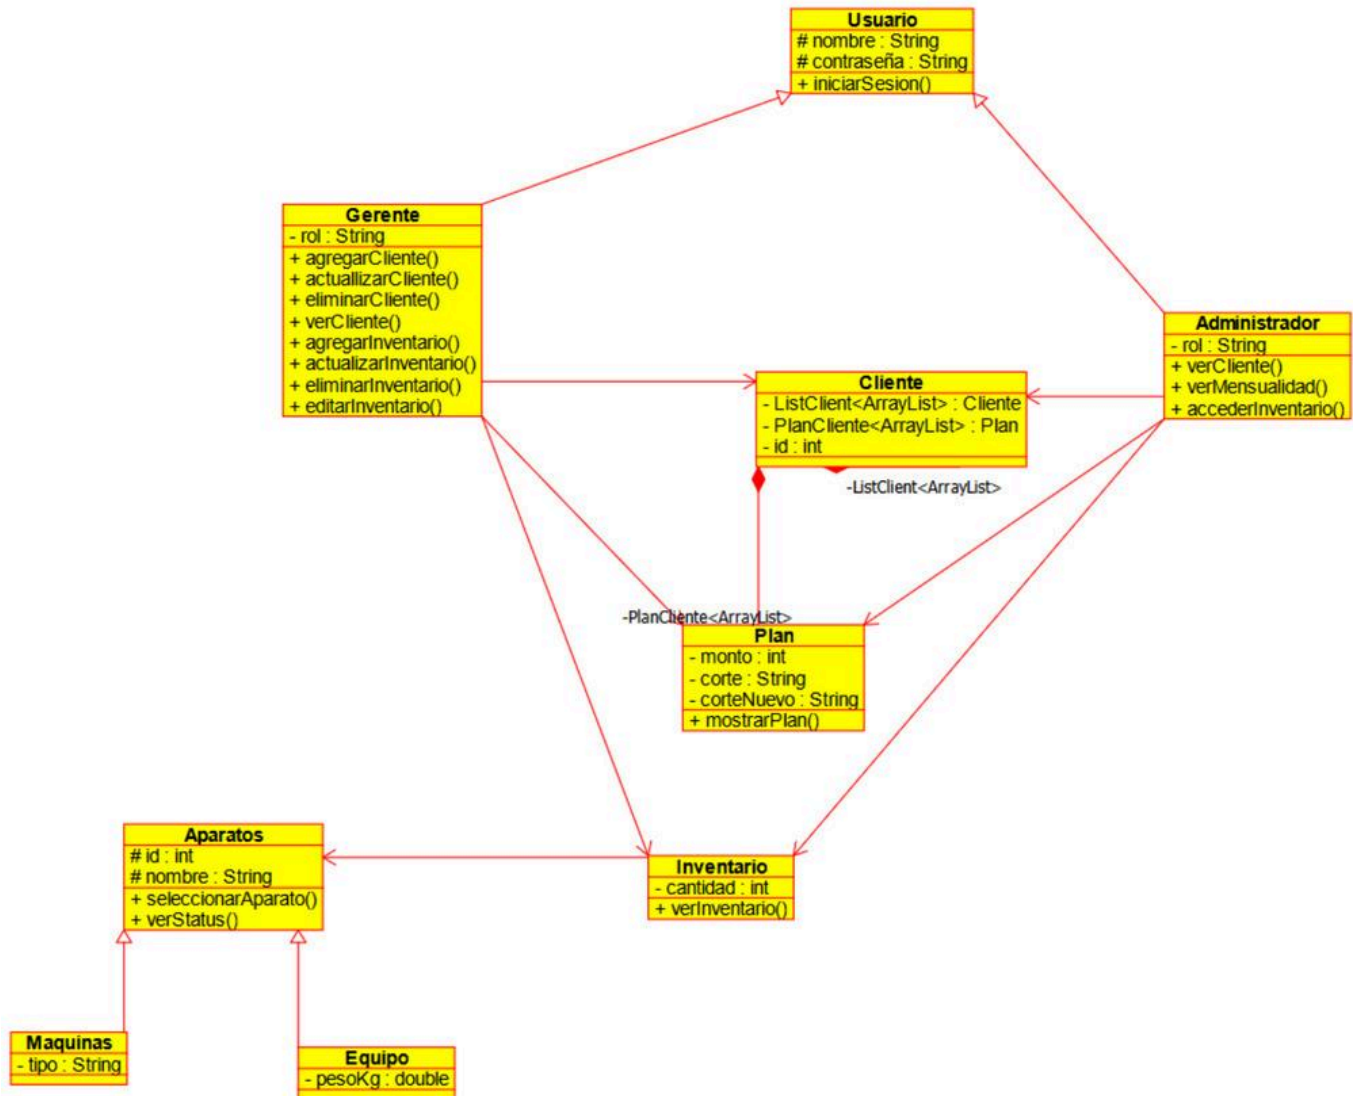 Usuario
# nombre : String
# contraseña : String
+ iniciarSesion()
Gerente
- rol : String
+ agregarCliente()
+ actuallizarCliente()
+ eliminarCliente()
+ verCliente()
+ agregarInventario()
+ actualizarInventario()
+ eliminarInventario()
+ editarInventario()
Administrador
- rol : String
+ verCliente()
+ verMensualidad()
+ accederInventario()
Cliente
- ListClient<ArrayList> : Cliente
- PlanCliente<ArrayList> : Plan
- id : int
-ListClient<ArrayList>
-PlanCliente<ArrayList>
Plan
- monto : int
- corte : String
- corteNuevo : String
+ mostrarPlan()
Aparatos
# id : int
# nombre : String
+ seleccionarAparato()
+ verStatus()
Inventario
- cantidad : int
+ verInventario()
Maquinas
- tipo : String
Equipo
- pesoKg : double